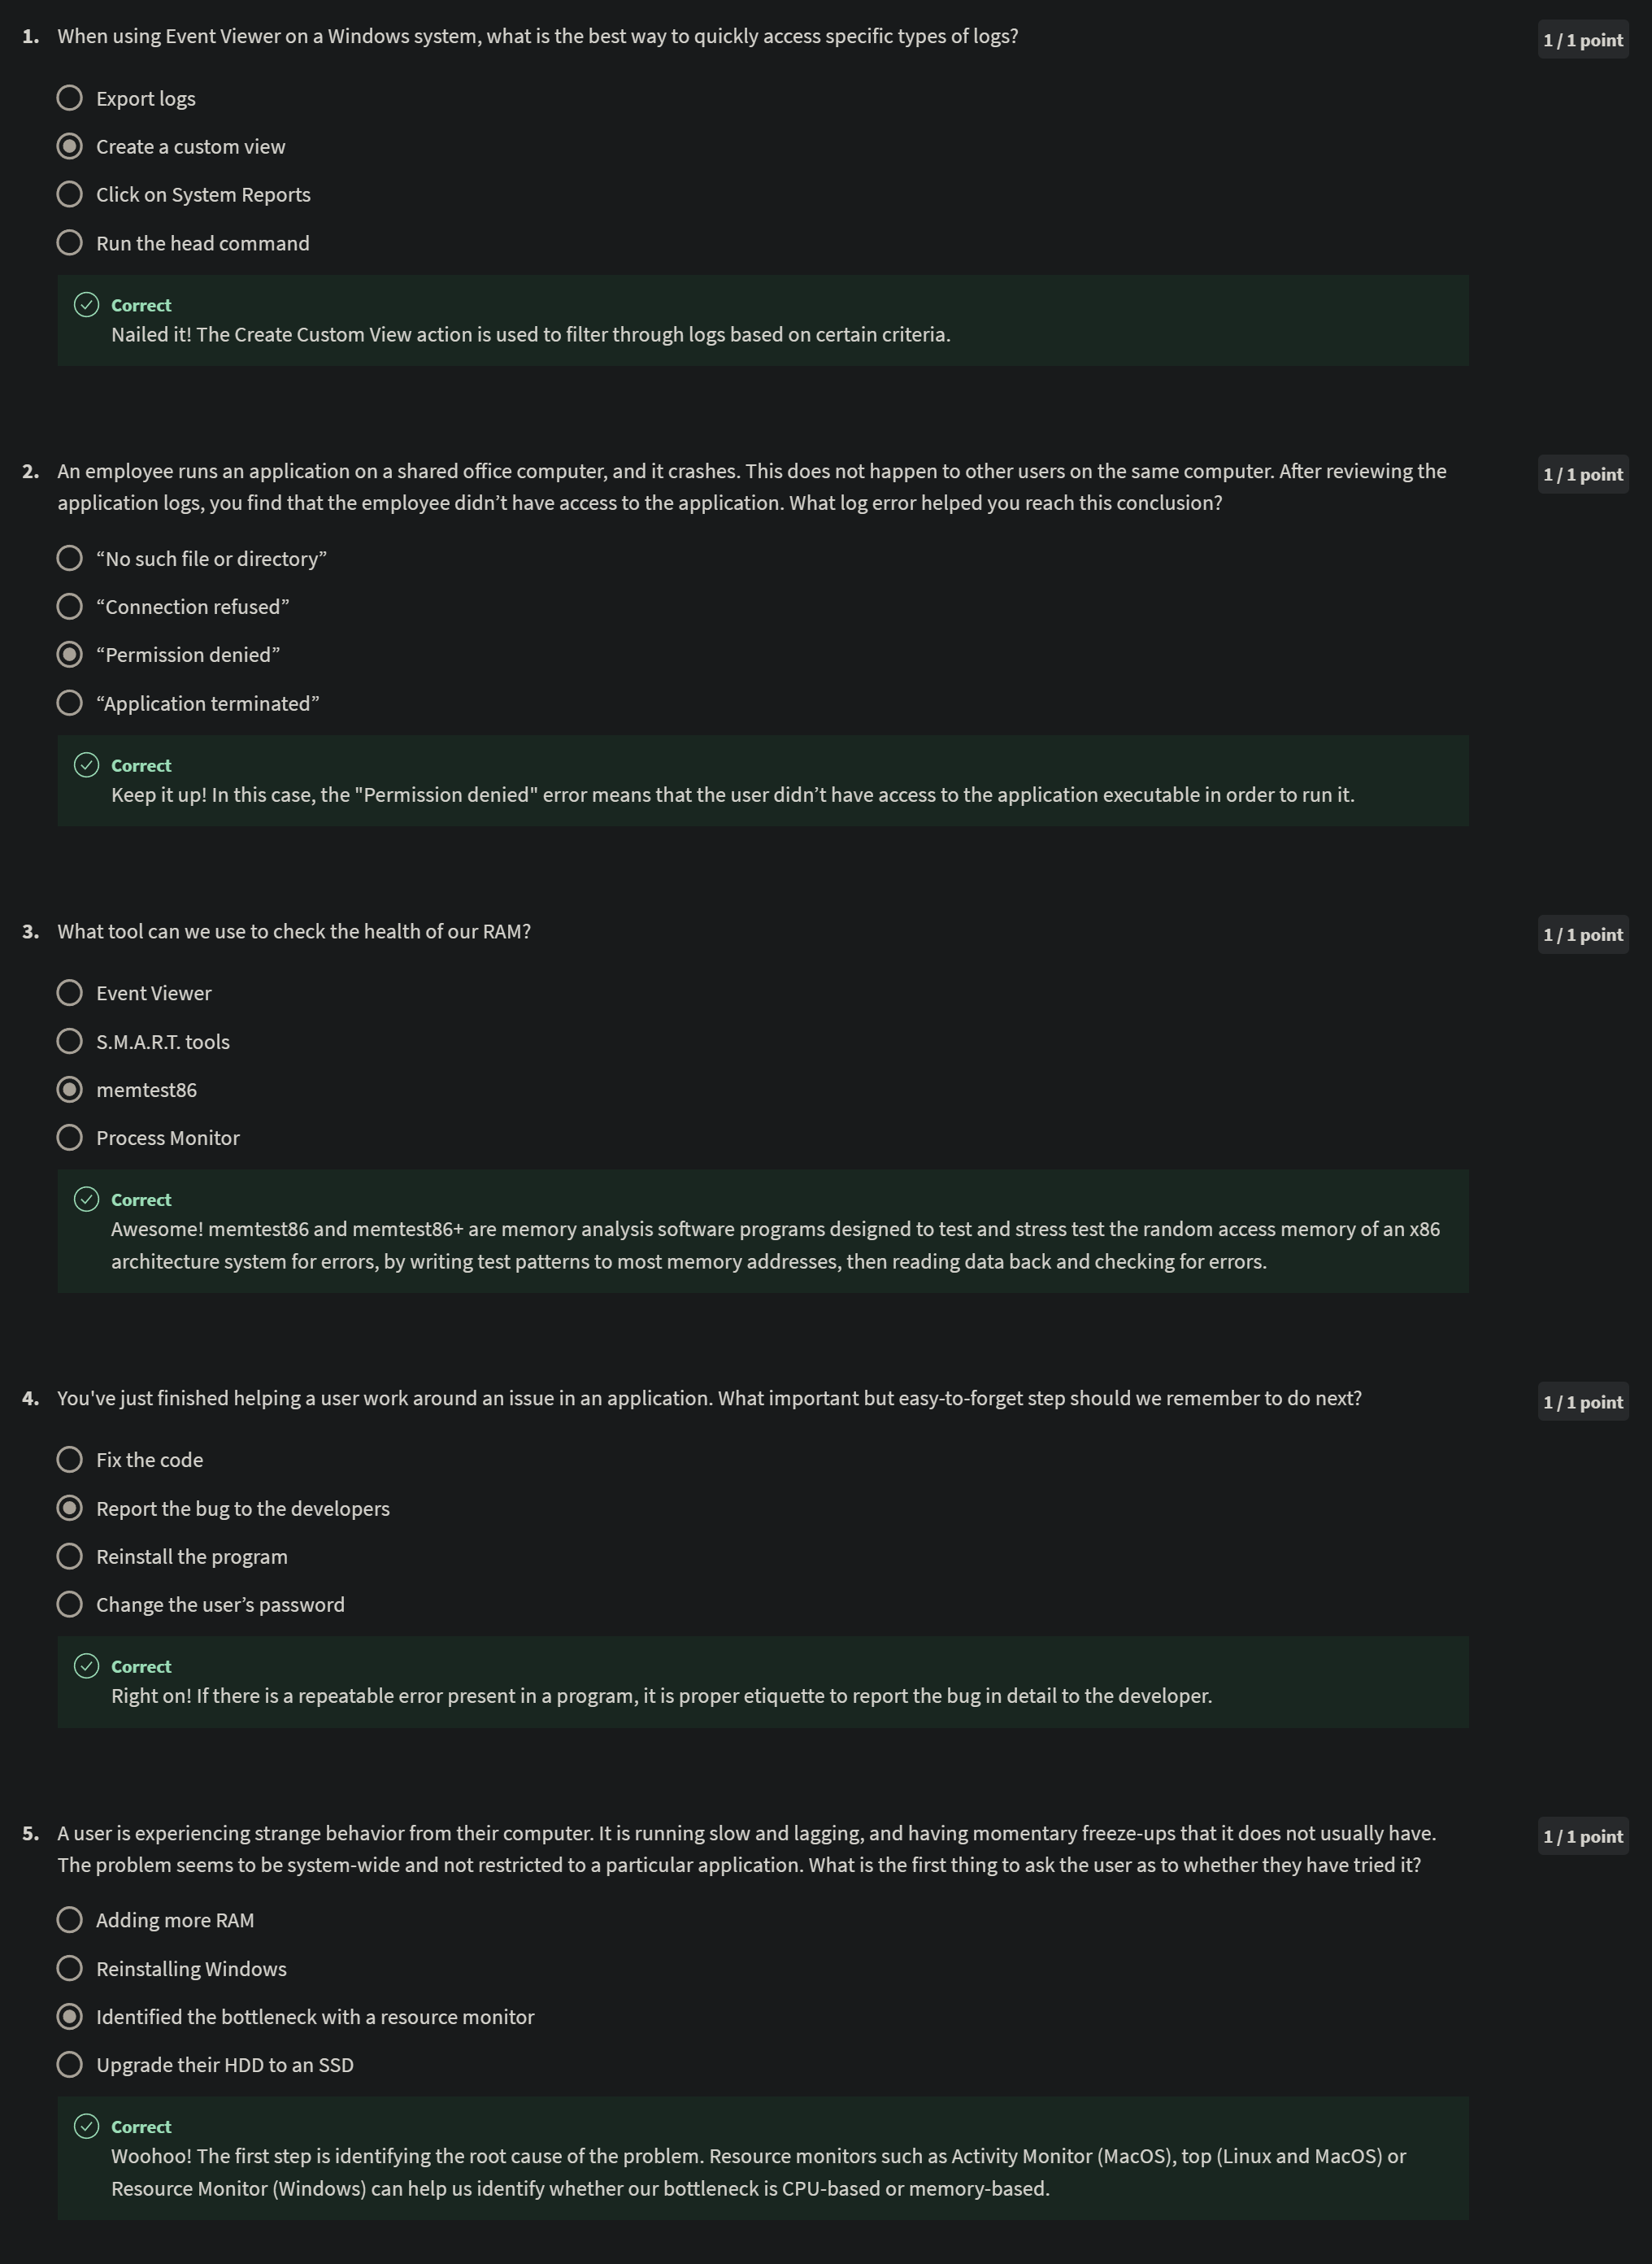 1. When using Event Viewer on a Windows system, what is the best way to quickly access specific types of logs?
1 / 1 point
Export logs
Create a custom view
Click on System Reports
Run the head command
Correct
Nailed it! The Create Custom View action is used to filter through logs based on certain criteria.
2. An employee runs an application on a shared office computer, and it crashes. This does not happen to other users on the same computer. After reviewing the
application logs, you find that the employee didn’t have access to the application. What log error helped you reach this conclusion?
1 / 1 point
“No such file or directory”
“Connection refused”
“Permission denied”
“Application terminated”
Correct
Keep it up! In this case, the "Permission denied" error means that the user didn’t have access to the application executable in order to run it.
3. What tool can we use to check the health of our RAM?
1 / 1 point
Event Viewer
S.M.A.R.T. tools
memtest86
Process Monitor
Correct
Awesome! memtest86 and memtest86+ are memory analysis software programs designed to test and stress test the random access memory of an x86
architecture system for errors, by writing test patterns to most memory addresses, then reading data back and checking for errors.
4. You've just finished helping a user work around an issue in an application. What important but easy-to-forget step should we remember to do next?
1 / 1 point
Fix the code
Report the bug to the developers
Reinstall the program
Change the user’s password
Correct
Right on! If there is a repeatable error present in a program, it is proper etiquette to report the bug in detail to the developer.
5. A user is experiencing strange behavior from their computer. It is running slow and lagging, and having momentary freeze-ups that it does not usually have.
The problem seems to be system-wide and not restricted to a particular application. What is the first thing to ask the user as to whether they have tried it?
1 / 1 point
Adding more RAM
Reinstalling Windows
Identified the bottleneck with a resource monitor
Upgrade their HDD to an SSD
Correct
Woohoo! The first step is identifying the root cause of the problem. Resource monitors such as Activity Monitor (MacOS), top (Linux and MacOS) or
Resource Monitor (Windows) can help us identify whether our bottleneck is CPU-based or memory-based.